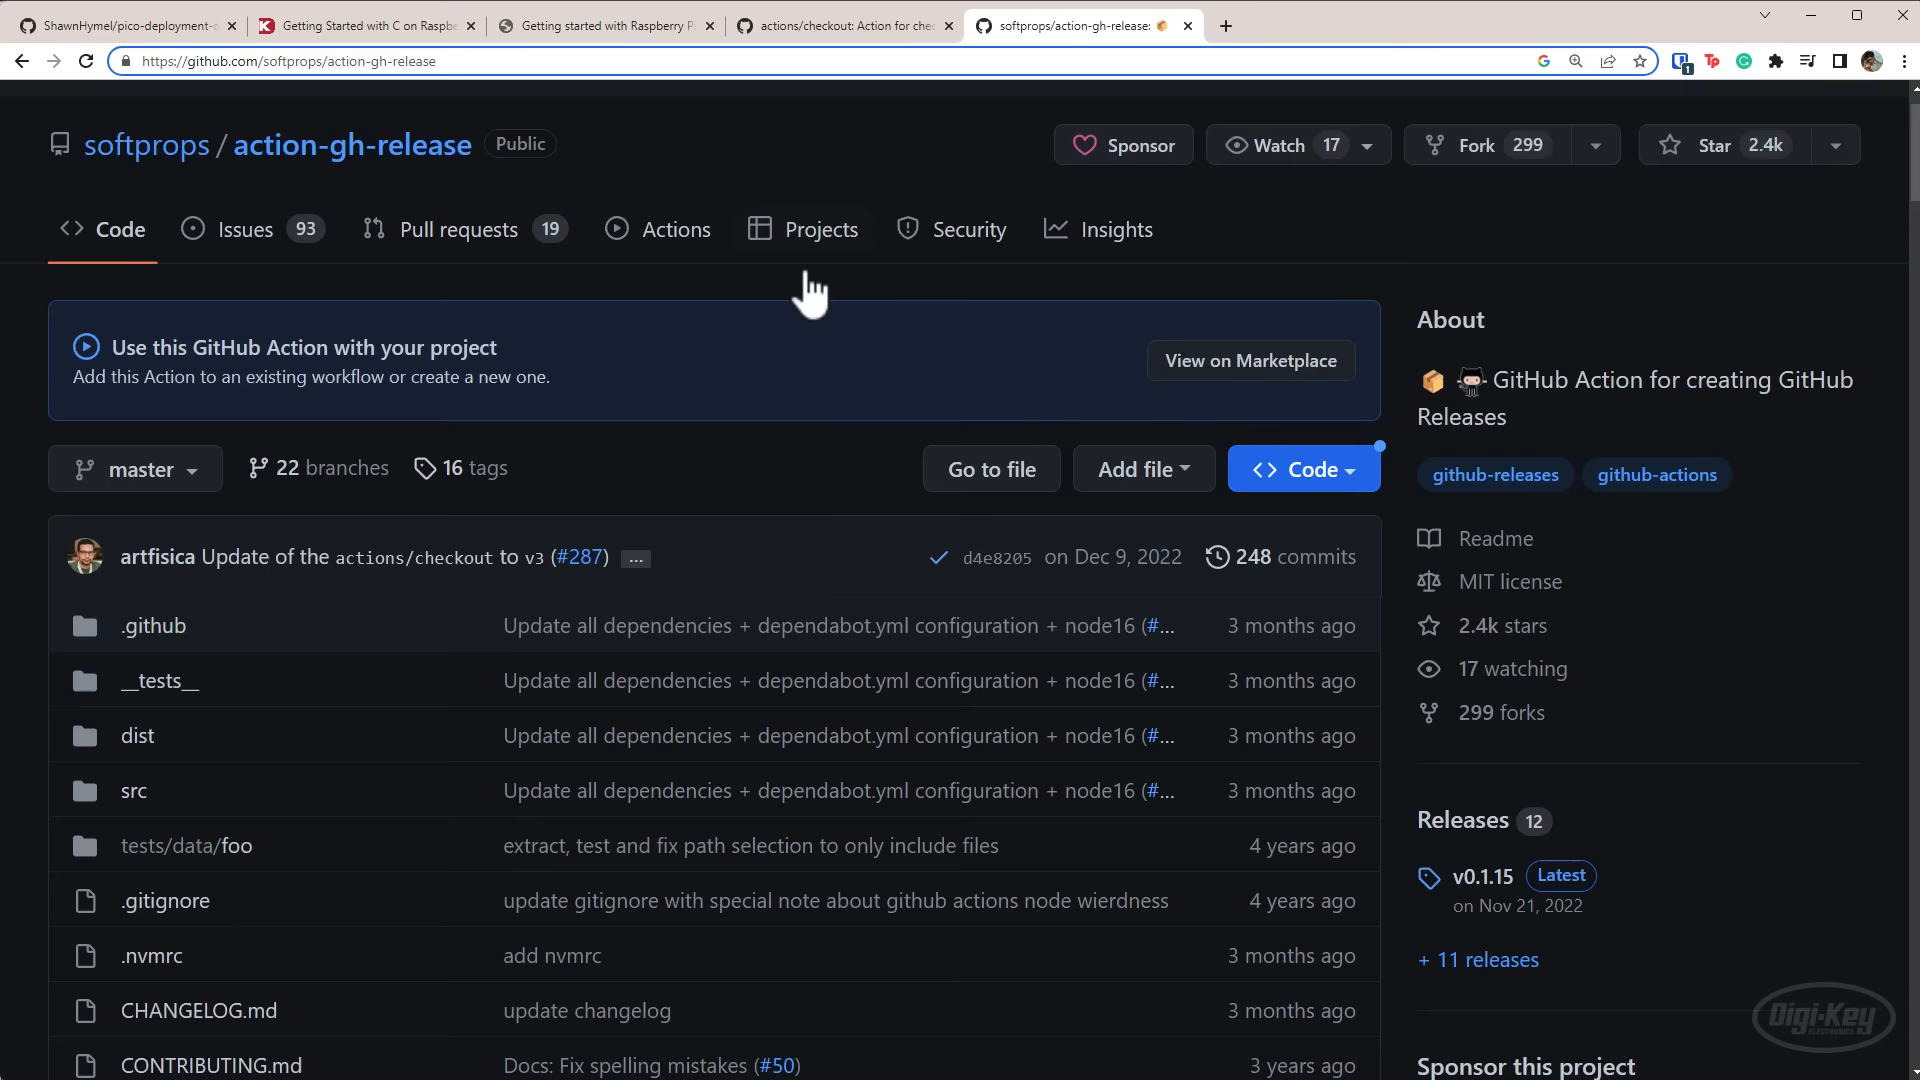 ShawnHymel/pico-deployment-
Getting Started with C on Raspbe
Getting started with Raspberry P
actions/checkout: Action for chec
softprops/action-gh-release:
https://github.com/softprops/action-gh-release
1
Tp
softprops / action-gh-release Public
Sponsor
Watch 17
Fork 299
Star 2.4k
Code
Issues 93
Pull requests 19
Actions
Projects
Security
Insights
Use this GitHub Action with your project
Add this Action to an existing workflow or create a new one.
View on Marketplace
master
22 branches
16 tags
Go to file
Add file
Code
artfisica Update of the actions/checkout to v3 (#287) ...
d4e8205 on Dec 9, 2022
248 commits
.github Update all dependencies + dependabot.yml configuration + node16 (#... 3 months ago
__tests__ Update all dependencies + dependabot.yml configuration + node16 (#... 3 months ago
dist Update all dependencies + dependabot.yml configuration + node16 (#... 3 months ago
src Update all dependencies + dependabot.yml configuration + node16 (#... 3 months ago
tests/data/foo extract, test and fix path selection to only include files 4 years ago
.gitignore update gitignore with special note about github actions node wierdness 4 years ago
.nvmrc add nvmrc 3 months ago
CHANGELOG.md update changelog 3 months ago
CONTRIBUTING.md Docs: Fix spelling mistakes (#50) 3 years ago
About
GitHub Action for creating GitHub
Releases
github-releases
github-actions
Readme
MIT license
2.4k stars
17 watching
299 forks
Releases 12
v0.1.15 Latest
on Nov 21, 2022
+ 11 releases
Sponsor this project
Digi-Key
ELECTRONICS